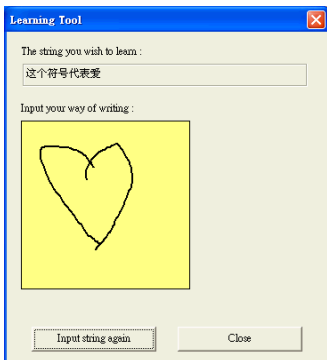 Learning Tool
The string you wish to learn :
这个符号代表爱
Input your way of writing :
Input string again
Close